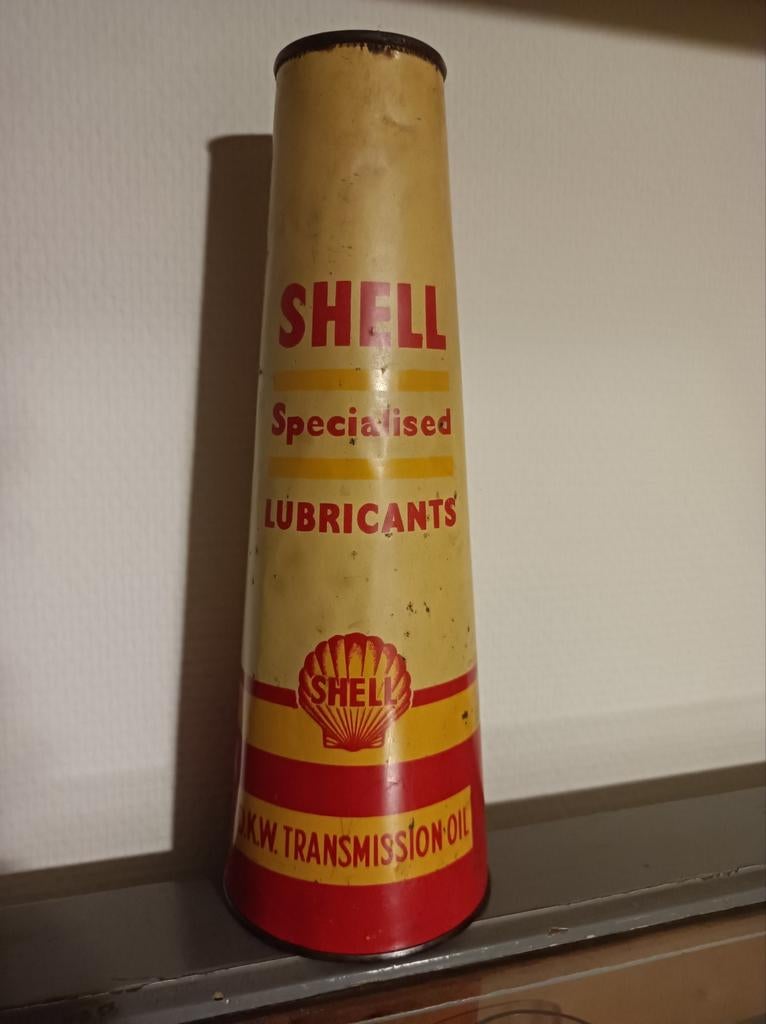 SHELL
Specialised
LUBRICANTS
SHELL
D.K.W. TRANSMISSION·OIL